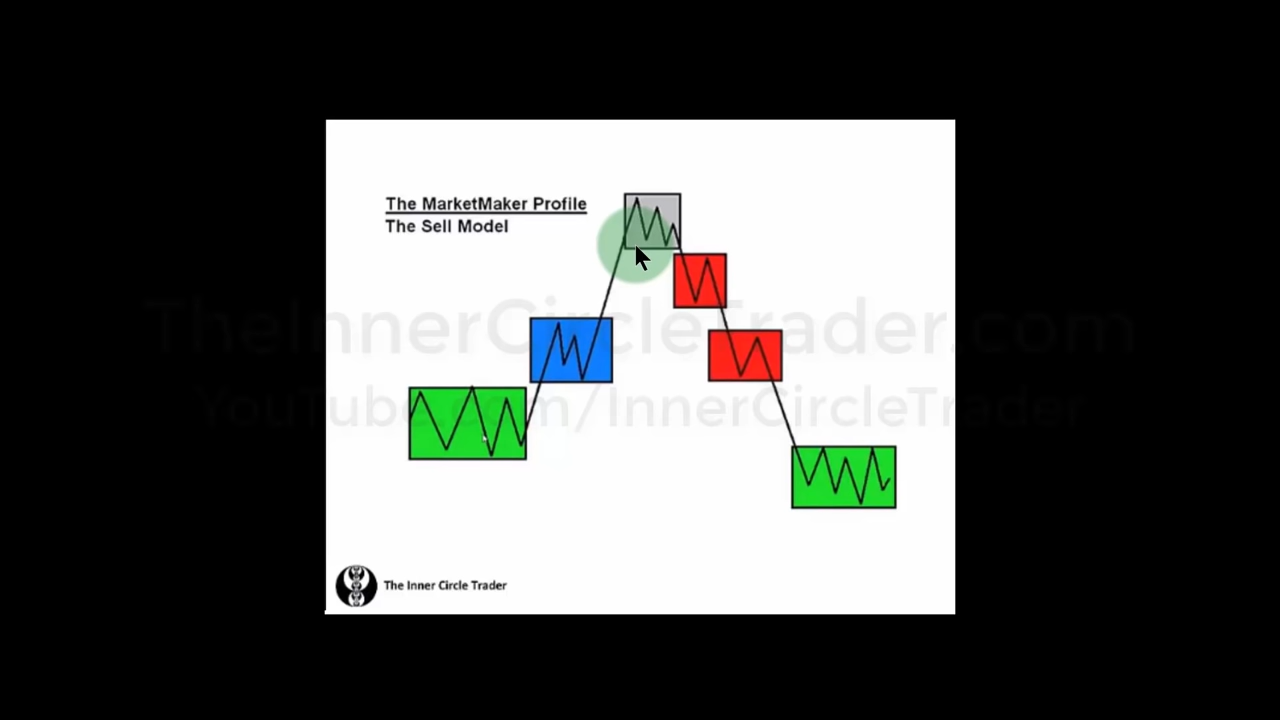 The MarketMaker Profile
The Sell Model
TheInnerCircleTrader.com
YouTube.com/InnerCircleTrader
The Inner Circle Trader